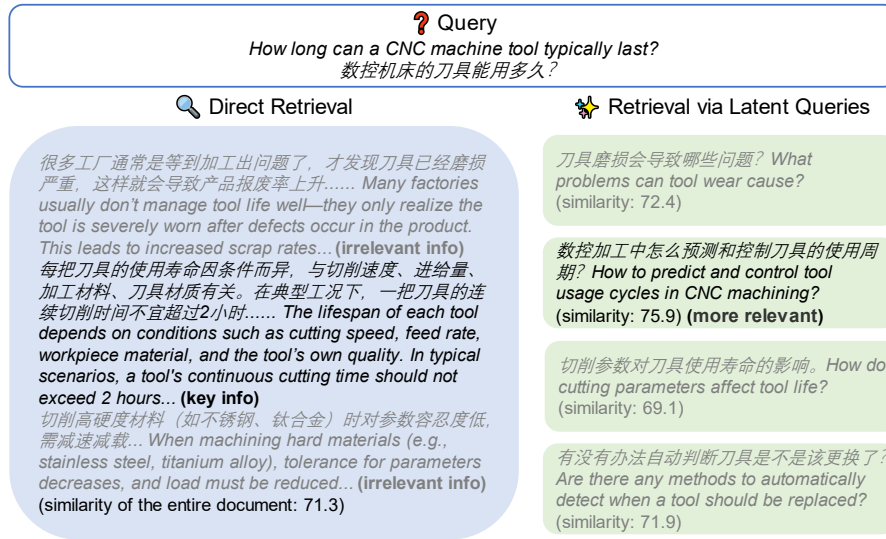 Query
How long can a CNC machine tool typically last?
数控机床的刀具能用多久?
Direct Retrieval
很多工厂通常是等到加工出问题了，才发现刀具已经磨损
严重，这样就会导致产品报废率上升…… Many factories
usually don't manage tool life well—they only realize the
tool is severely worn after defects occur in the product.
This leads to increased scrap rates... (irrelevant info)
每把刀具的使用寿命因条件而异，与切削速度、进给量、
加工材料、刀具材质有关。在典型工况下，一把刀具的连
续切削时间不宜超过2小时…… The lifespan of each tool
depends on conditions such as cutting speed, feed rate,
workpiece material, and the tool's own quality. In typical
scenarios, a tool's continuous cutting time should not
exceed 2 hours... (key info)
切削高硬度材料（如不锈钢、钛合金）时对参数容忍度低，
需减速减载... When machining hard materials (e.g.,
stainless steel, titanium alloy), tolerance for parameters
decreases, and load must be reduced... (irrelevant info)
(similarity of the entire document: 71.3)
Retrieval via Latent Queries
刀具磨损会导致哪些问题？What
problems can tool wear cause?
(similarity: 72.4)
数控加工中怎么预测和控制刀具的使用周
期？How to predict and control tool
usage cycles in CNC machining?
(similarity: 75.9) (more relevant)
切削参数对刀具使用寿命的影响。How do
cutting parameters affect tool life?
(similarity: 69.1)
有没有办法自动判断刀具是不是该更换了？
Are there any methods to automatically
detect when a tool should be replaced?
(similarity: 71.9)